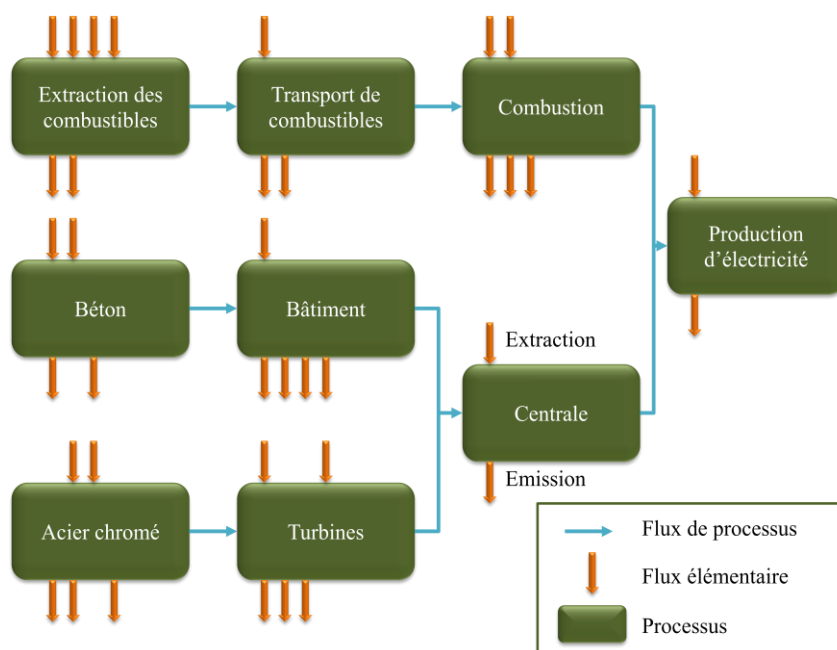 Extraction des
combustibles
Transport de
combustibles
Combustion
Production
d’électricité
Béton
Bâtiment
Extraction
Centrale
Emission
Acier chromé
Turbines
Flux de processus
Flux élémentaire
Processus